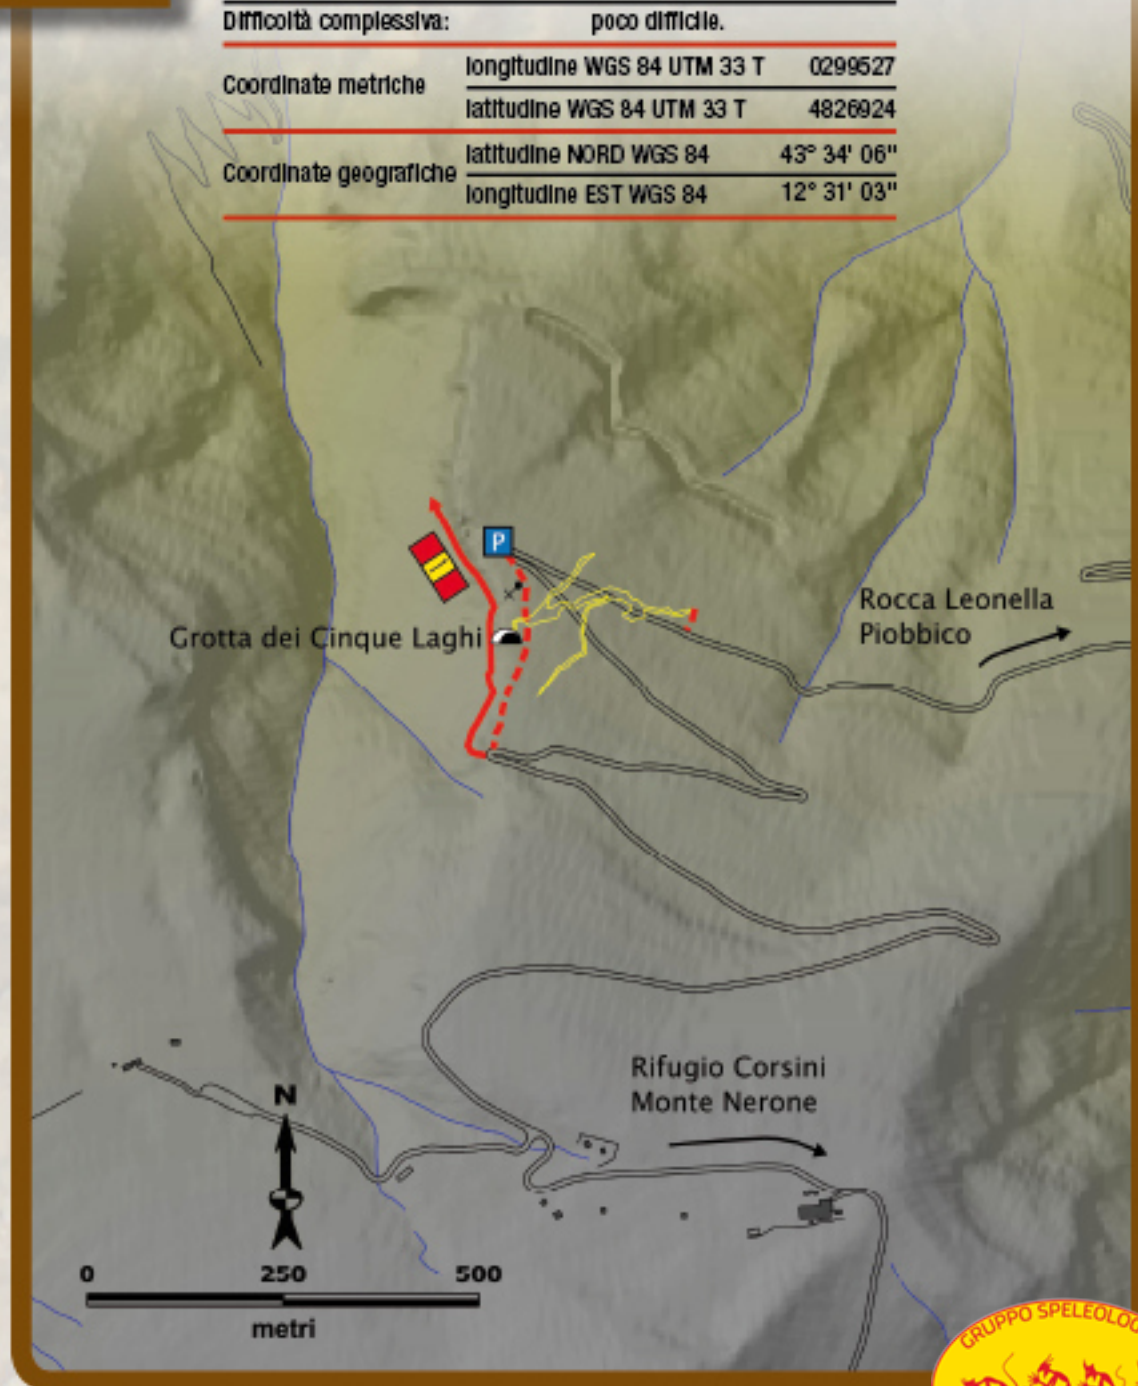 Difficoltà complessiva: poco difficile.
Coordinate metriche
longitudine WGS 84 UTM 33 T 0299527
latitudine WGS 84 UTM 33 T 4826924
Coordinate geografiche
latitudine NORD WGS 84 43° 34' 06"
longitudine EST WGS 84 12° 31' 03"
P
Rocca Leonella
Piobbico
Grotta dei Cinque Laghi
Rifugio Corsini
Monte Nerone
N
0 250 500
metri
GRUPPO SPELEOLOG